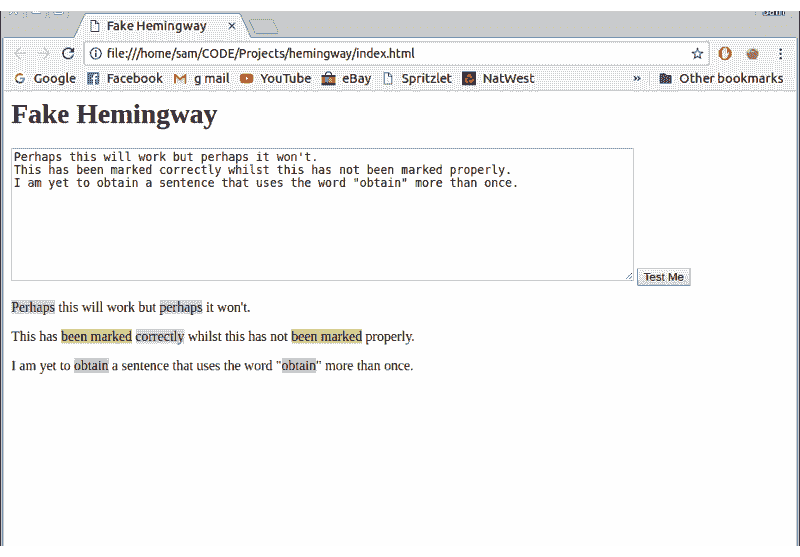 Sam
Fake Hemingway
file:///home/sam/CODE/Projects/hemingway/index.html
Google Facebook g mail YouTube eBay Spritzlet NatWest » Other bookmarks
Fake Hemingway
Perhaps this will work but perhaps it won't.
This has been marked correctly whilst this has not been marked properly.
I am yet to obtain a sentence that uses the word "obtain" more than once.
Test Me
Perhaps this will work but perhaps it won't.
This has been marked correctly whilst this has not been marked properly.
I am yet to obtain a sentence that uses the word "obtain" more than once.